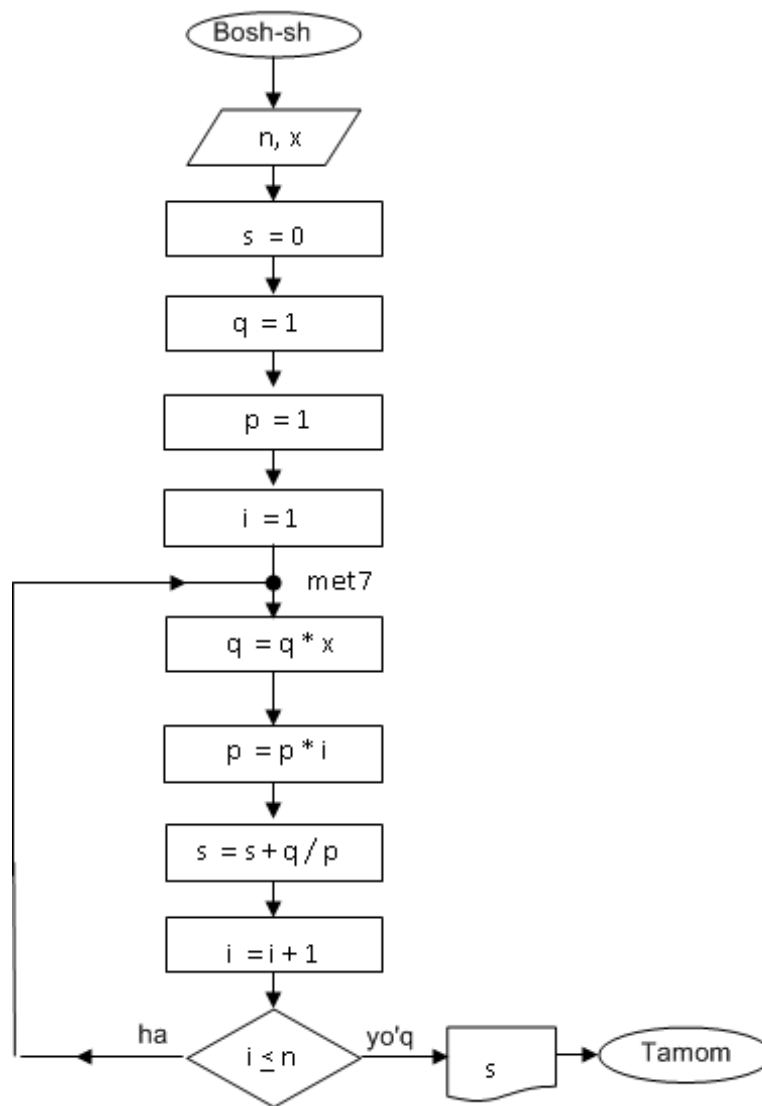 Bosh-sh
n, x
s = 0
q = 1
p = 1
i = 1
met7
q = q * x
p = p * i
s = s + q / p
i = i + 1
ha
i ≤ n
yo'q
s
Tamom